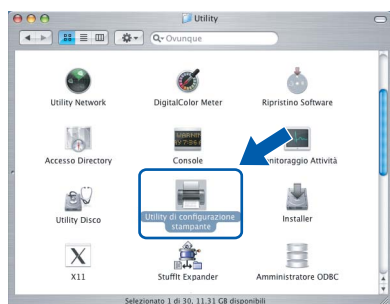 Utility
Ovunque
Utility Network
DigitalColor Meter
Ripristino Software
Accesso Directory
Console
Monitoraggio Attività
Utility Disco
Utility di configurazione
stampante
Installer
X11
StuffIt Expander
Amministratore ODBC
Selezionato 1 di 30, 11.31 GB disponibili